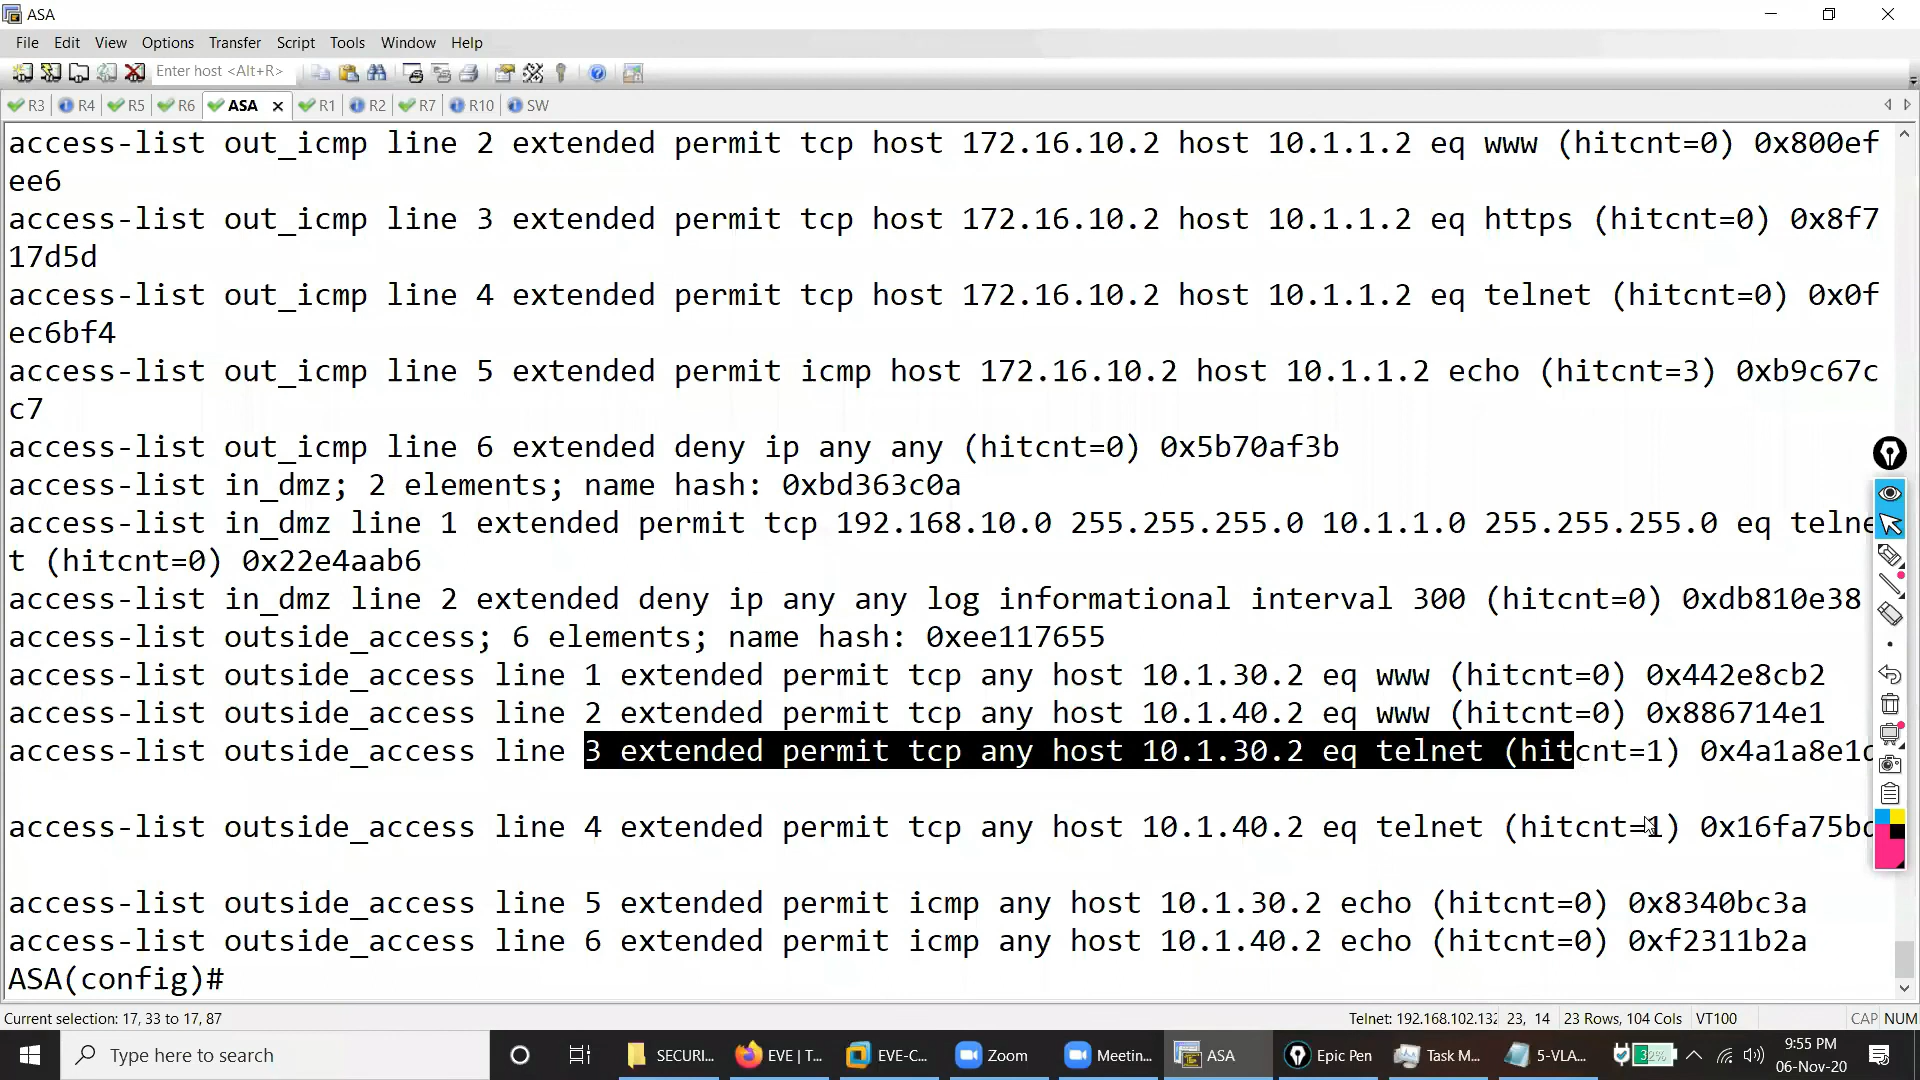 ASA
File Edit View Options Transfer Script Tools Window Help
Enter host <Alt+R>
R3 R4 R5 R6 ASA R1 R2 R7 R10 SW
access-list out_icmp line 2 extended permit tcp host 172.16.10.2 host 10.1.1.2 eq www (hitcnt=0) 0x800ef
ee6
access-list out_icmp line 3 extended permit tcp host 172.16.10.2 host 10.1.1.2 eq https (hitcnt=0) 0x8f7
17d5d
access-list out_icmp line 4 extended permit tcp host 172.16.10.2 host 10.1.1.2 eq telnet (hitcnt=0) 0x0f
ec6bf4
access-list out_icmp line 5 extended permit icmp host 172.16.10.2 host 10.1.1.2 echo (hitcnt=3) 0xb9c67c
c7
access-list out_icmp line 6 extended deny ip any any (hitcnt=0) 0x5b70af3b
access-list in_dmz; 2 elements; name hash: 0xbd363c0a
access-list in_dmz line 1 extended permit tcp 192.168.10.0 255.255.255.0 10.1.1.0 255.255.255.0 eq telne
t (hitcnt=0) 0x22e4aab6
access-list in_dmz line 2 extended deny ip any any log informational interval 300 (hitcnt=0) 0xdb810e38
access-list outside_access; 6 elements; name hash: 0xee117655
access-list outside_access line 1 extended permit tcp any host 10.1.30.2 eq www (hitcnt=0) 0x442e8cb2
access-list outside_access line 2 extended permit tcp any host 10.1.40.2 eq www (hitcnt=0) 0x886714e1
access-list outside_access line 3 extended permit tcp any host 10.1.30.2 eq telnet (hitcnt=1)
access-list outside_access line 4 extended permit tcp any host 10.1.40.2 eq telnet (hitcnt=1)
access-list outside_access line 5 extended permit icmp any host 10.1.30.2 echo (hitcnt=0) 0x8340bc3a
access-list outside_access line 6 extended permit icmp any host 10.1.40.2 echo (hitcnt=0) 0xf2311b2a
ASA(config)#
Current selection: 17, 33 to 17, 87 Telnet: 192.168.102.132 23, 14 23 Rows, 104 Cols VT100 CAP NUM
Type here to search SECURI... EVE | T... EVE-C... Zoom Meetin... ASA Epic Pen Task M... 5-VLA... 32% 9:55 PM
06-Nov-20